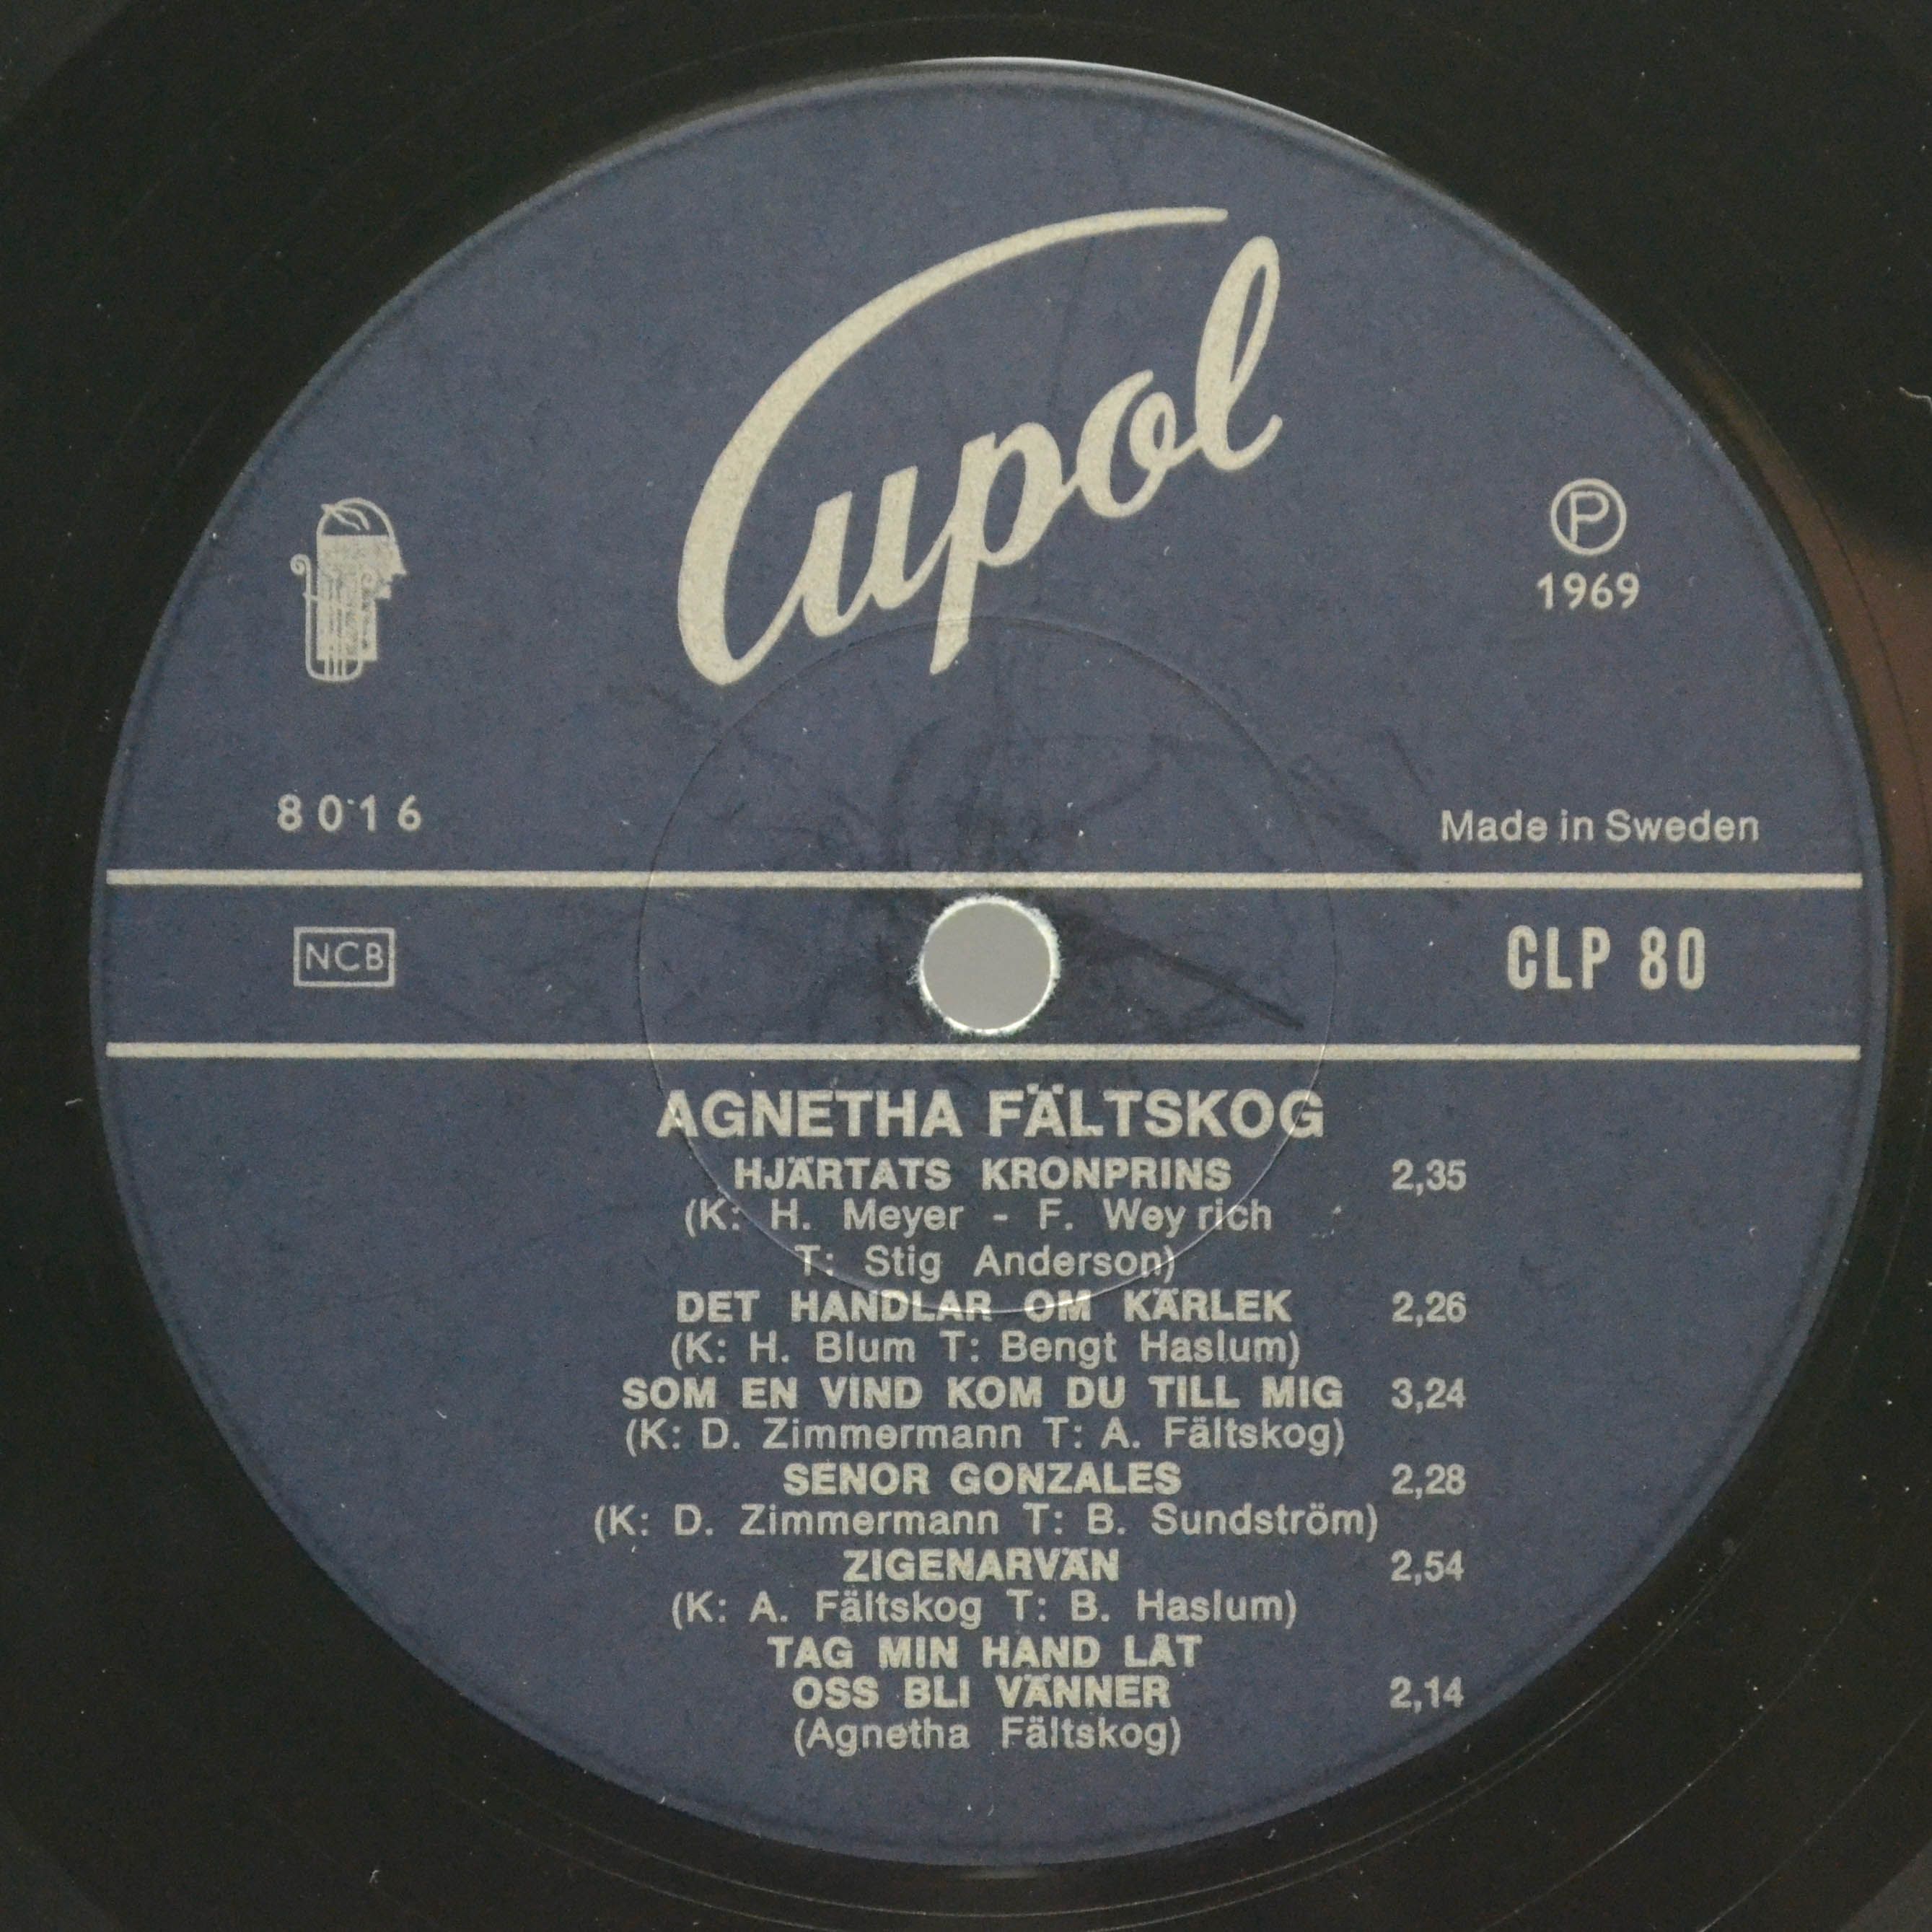 Cupol
Ⓟ
1969
8016
Made in Sweden
NCB
CLP 80
AGNETHA FÄLTSKOG
HJÄRTATS KRONPRINS 2,35
(K: H. Meyer - F. Weyrich
T: Stig Anderson)
DET HANDLAR OM KÄRLEK 2,26
(K: H. Blum T: Bengt Haslum)
SOM EN VIND KOM DU TILL MIG 3,24
(K: D. Zimmermann T: A. Fältskog)
SENOR GONZALES 2,28
(K: D. Zimmermann T: B. Sundström)
ZIGENARVÄN 2,54
(K: A. Fältskog T: B. Haslum)
TAG MIN HAND LÅT
OSS BLI VÄNNER 2,14
(Agnetha Fältskog)